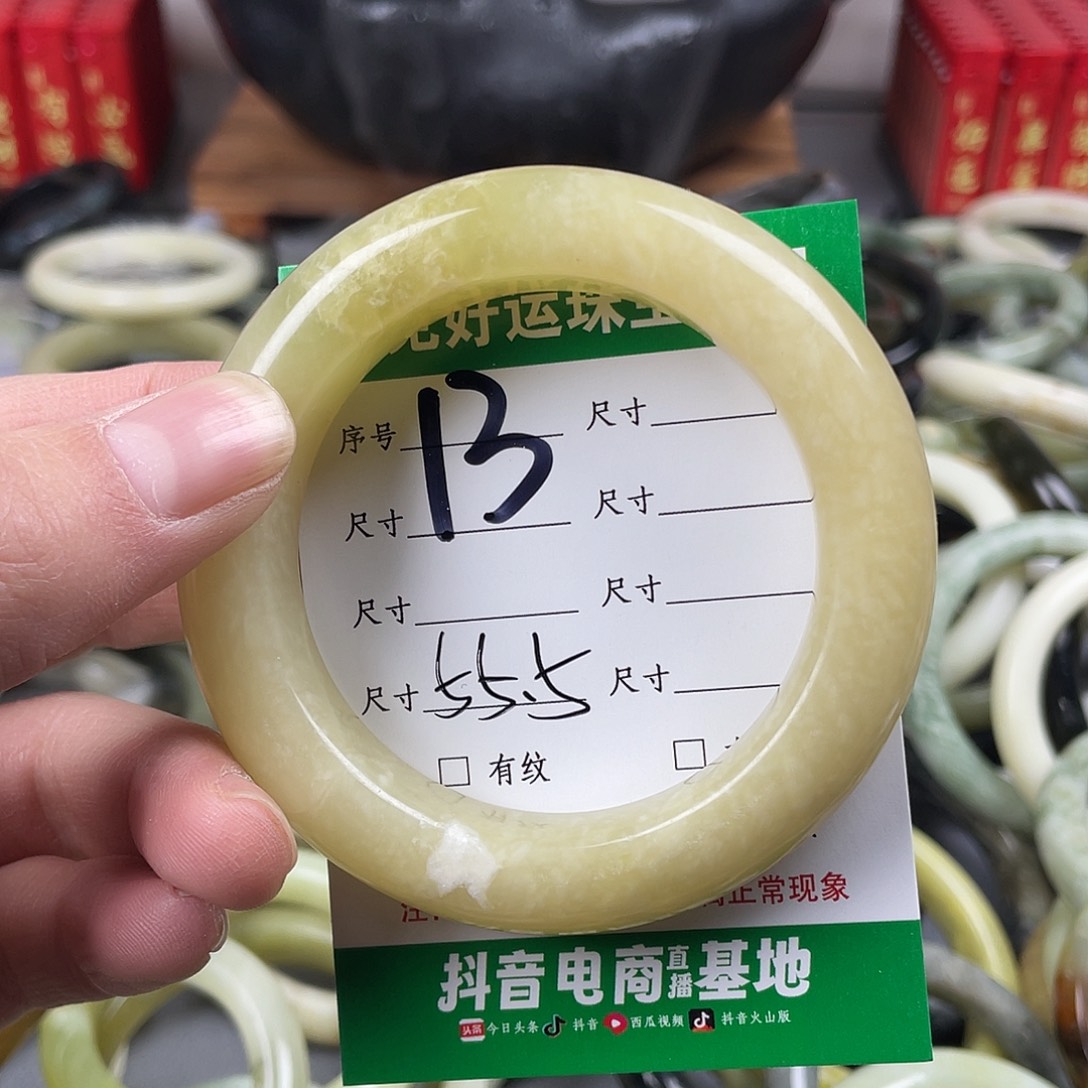 好运珠宝
序号 13 尺寸
尺寸 尺寸
尺寸 尺寸
尺寸 55.5 尺寸
有纹
正常现象
抖音电商直播基地
头条 今日头条 抖音 西瓜视频 抖音火山版